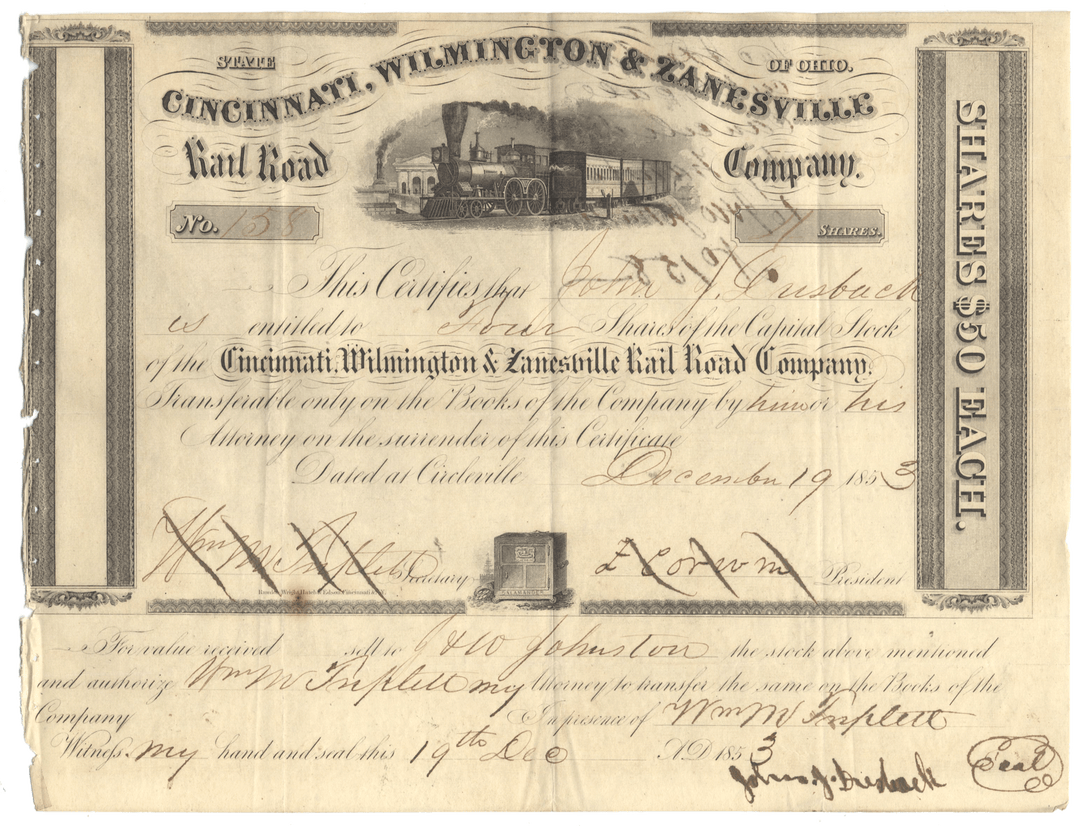 STATE OF OHIO.
CINCINNATI, WILMINGTON & ZANESVILLE
Rail Road Company.
No. 158 SHARES.
This Certifies that John J.
is entitled to Four Shares of the Capital Stock
of the Cincinnati, Wilmington & Zanesville Rail Road Company.
Transferable only on the Books of the Company by him or his
Attorney on the surrender of this Certificate
Dated at Circleville December 19 1853
Wm M Triplett Secretary
SALAMANDER
President
For value received sell to J & W Johnston the stock above mentioned
and authorize Wm M Triplett my Attorney to transfer the same on the Books of the
Company In presence of Wm M Triplett
Witness my hand and seal this 19th Dec AD 1853
John J. Seal
SHARES $50 EACH.